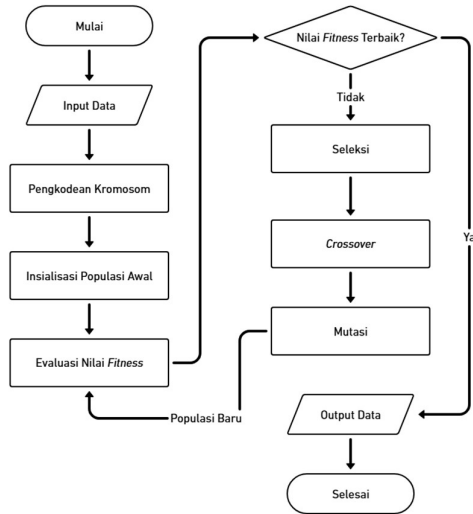 Mulai
Input Data
Pengkodean Kromosom
Insialisasi Populasi Awal
Evaluasi Nilai Fitness
Nilai Fitness Terbaik?
Tidak
Seleksi
Crossover
Mutasi
Populasi Baru
Ya
Output Data
Selesai